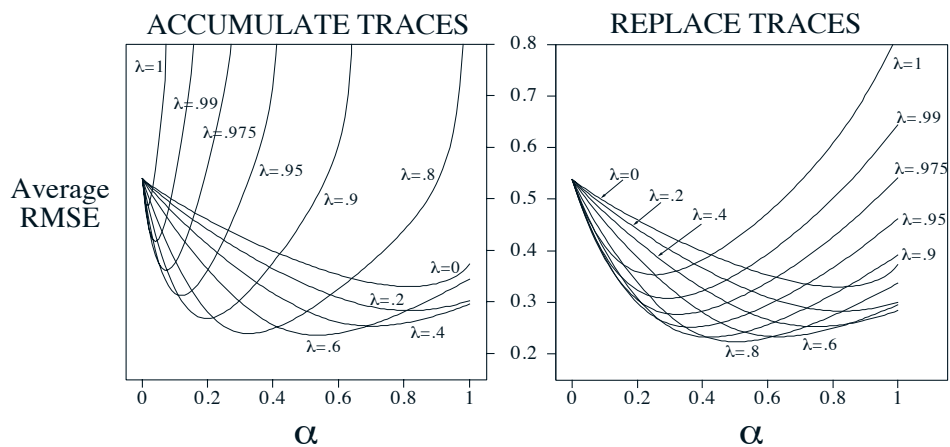 ACCUMULATE TRACES
REPLACE TRACES
Average
RMSE
λ=1
λ=.99
λ=.975
λ=.95
λ=.9
λ=.8
λ=0
λ=.2
λ=.4
λ=.6
0 0.2 0.4 0.6 0.8 1
α
0.8
0.7
0.6
0.5
0.4
0.3
0.2
λ=1
λ=.99
λ=.975
λ=.95
λ=.9
λ=0
λ=.2
λ=.4
λ=.8
λ=.6
0 0.2 0.4 0.6 0.8 1
α